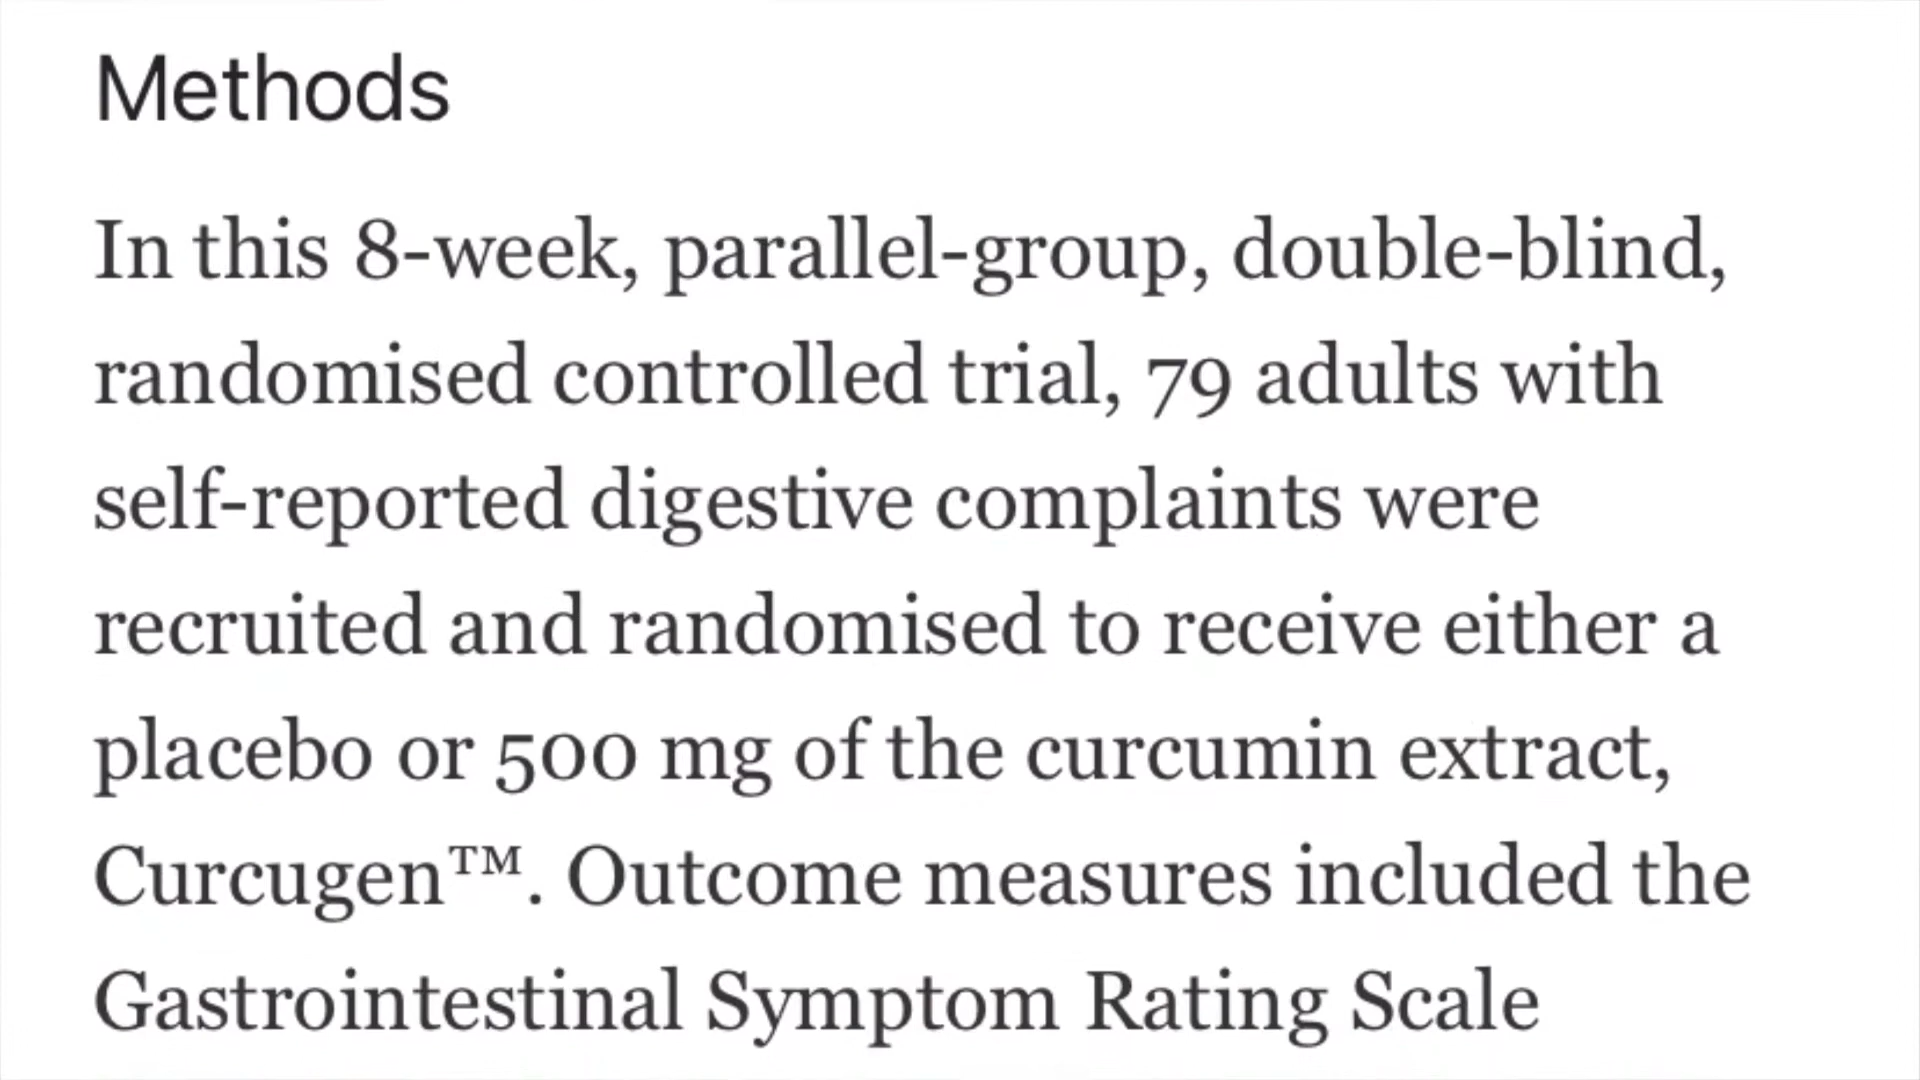 Methods
In this 8-week, parallel-group, double-blind,
randomised controlled trial, 79 adults with
self-reported digestive complaints were
recruited and randomised to receive either a
placebo or 500 mg of the curcumin extract,
Curcugen™. Outcome measures included the
Gastrointestinal Symptom Rating Scale